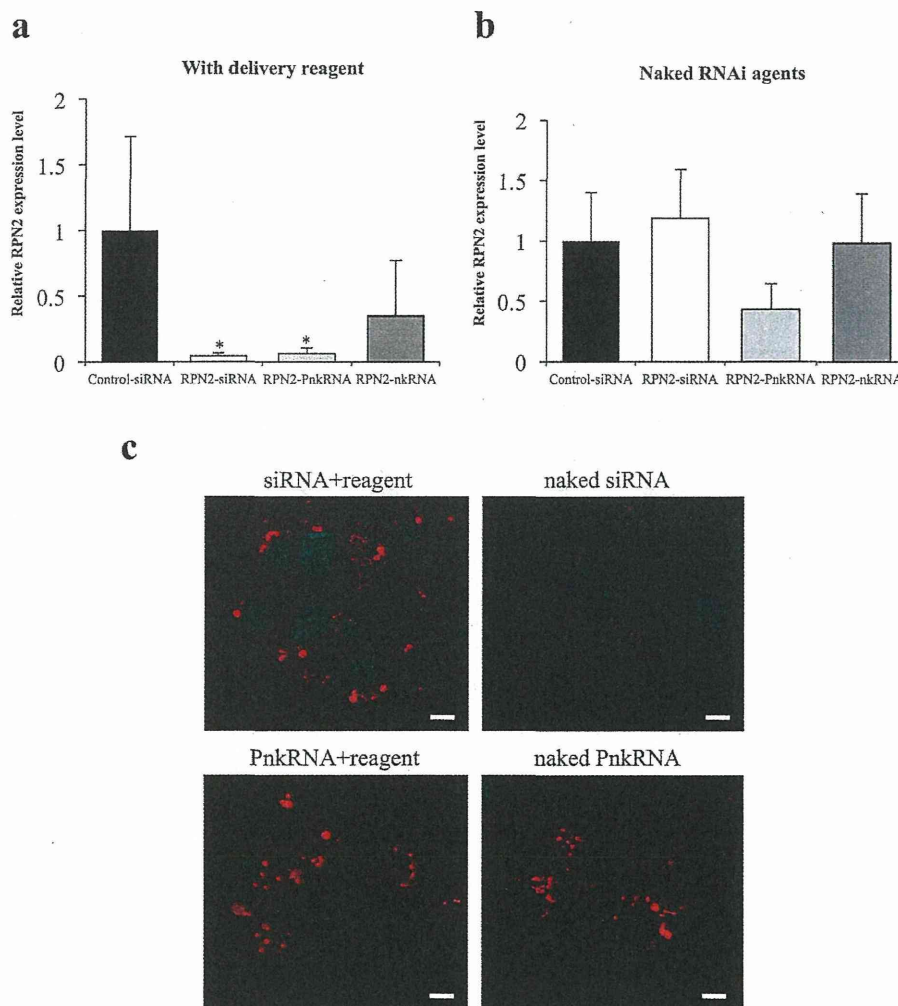 a
With delivery reagent
Relative RPN2 expression level
2
1.5
1
0.5
0
*
*
Control-siRNA RPN2-siRNA RPN2-PnkRNA RPN2-nkRNA
b
Naked RNAi agents
Relative RPN2 expression level
2
1.5
1
0.5
0
Control-siRNA RPN2-siRNA RPN2-PnkRNA RPN2-nkRNA
c
siRNA+reagent
naked siRNA
PnkRNA+reagent
naked PnkRNA